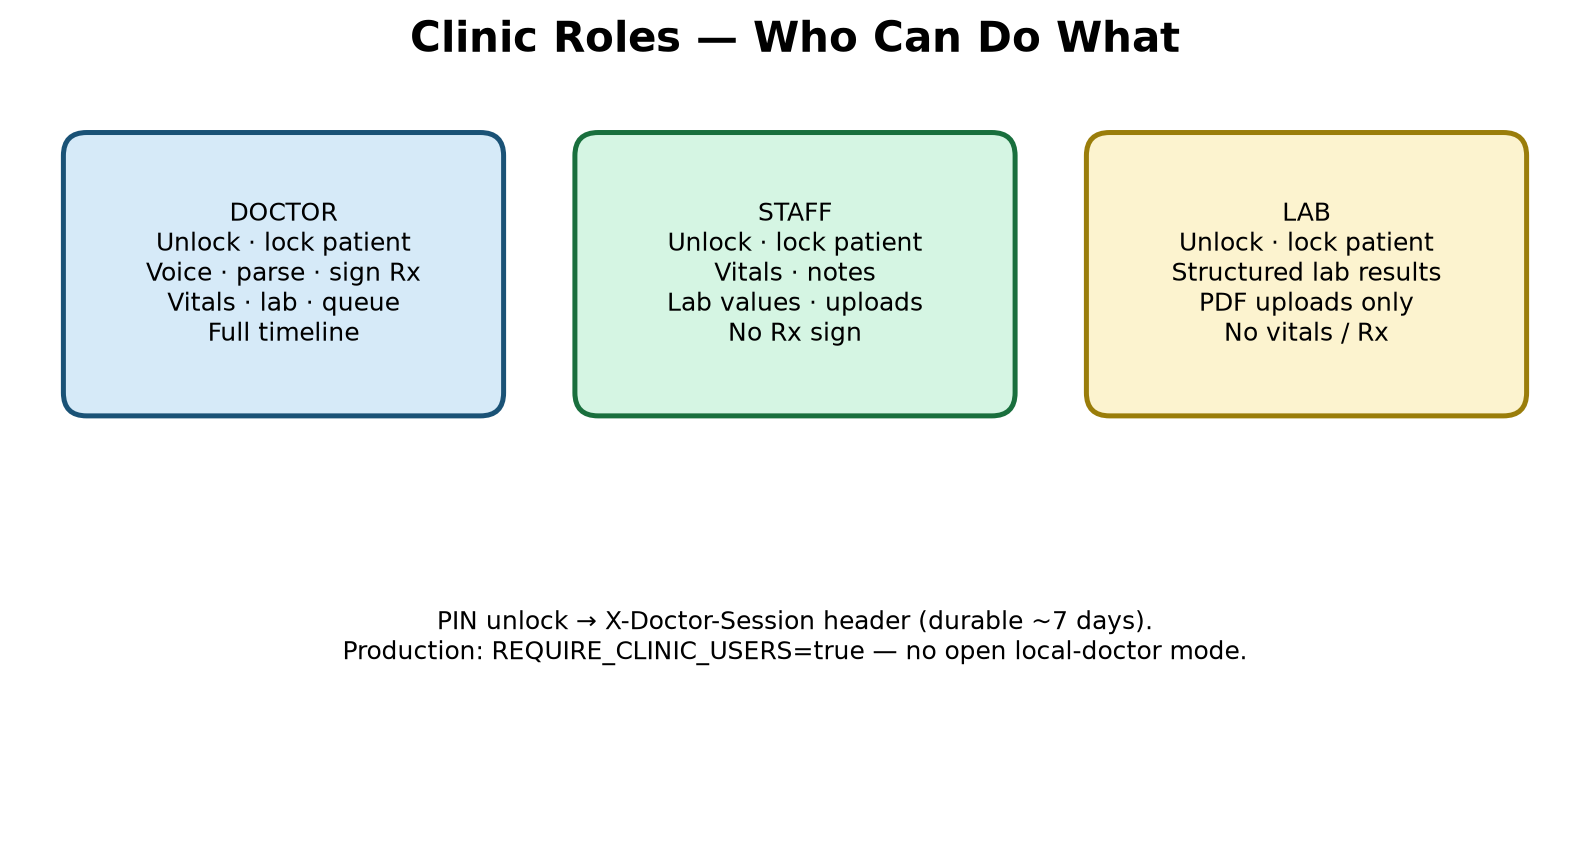 Clinic Roles — Who Can Do What
DOCTOR
Unlock · lock patient
Voice · parse · sign Rx
Vitals · lab · queue
Full timeline
STAFF
Unlock · lock patient
Vitals · notes
Lab values · uploads
No Rx sign
LAB
Unlock · lock patient
Structured lab results
PDF uploads only
No vitals / Rx
PIN unlock → X-Doctor-Session header (durable ~7 days).
Production: REQUIRE_CLINIC_USERS=true — no open local-doctor mode.